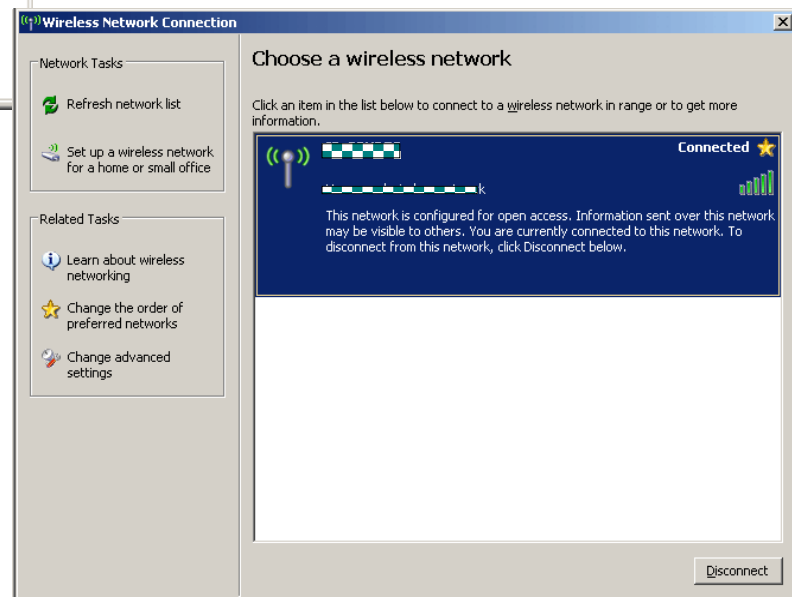 Wireless Network Connection
Network Tasks
Refresh network list
Set up a wireless network
for a home or small office
Related Tasks
Learn about wireless
networking
Change the order of
preferred networks
Change advanced
settings
Choose a wireless network
Click an item in the list below to connect to a wireless network in range or to get more
information.
Connected
This network is configured for open access. Information sent over this network
may be visible to others. You are currently connected to this network. To
disconnect from this network, click Disconnect below.
Disconnect